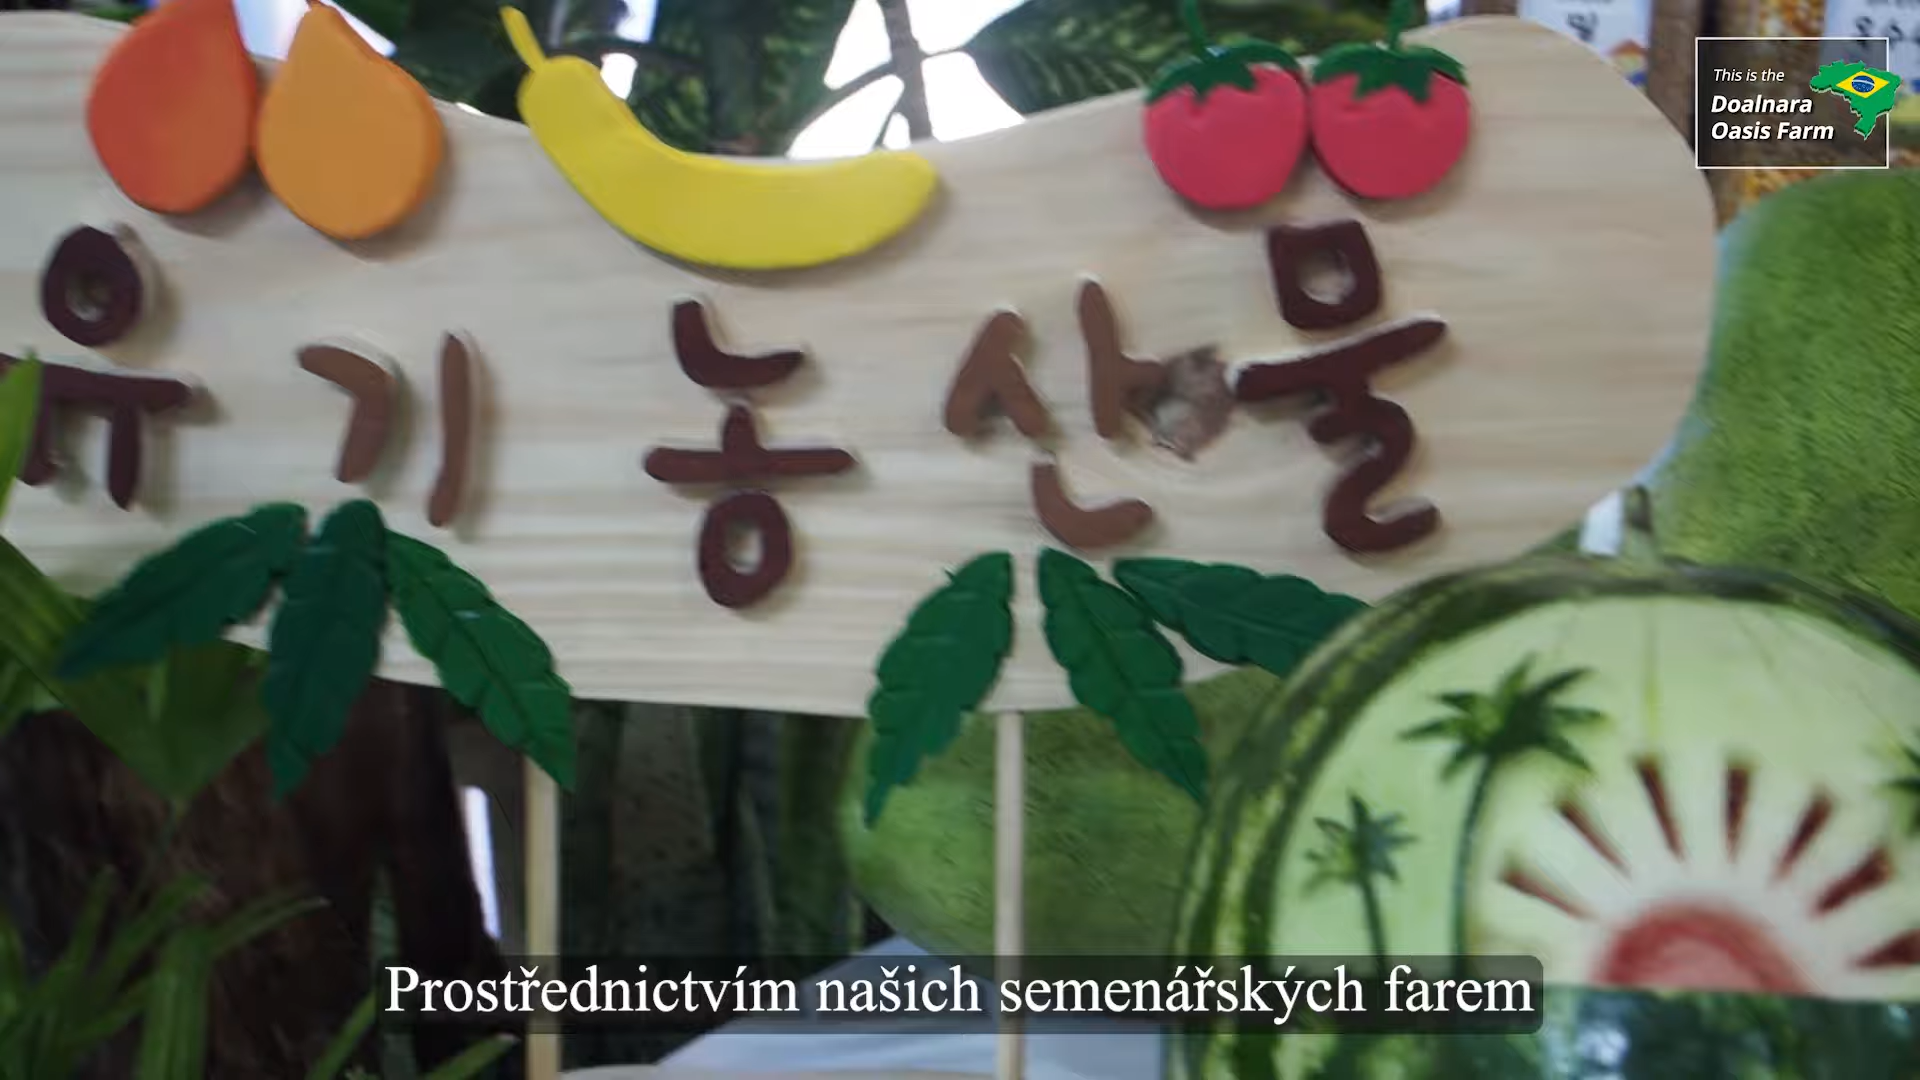 This is the
Doalnara
Oasis Farm
유기농산물
Prostřednictvím našich semenářských farem